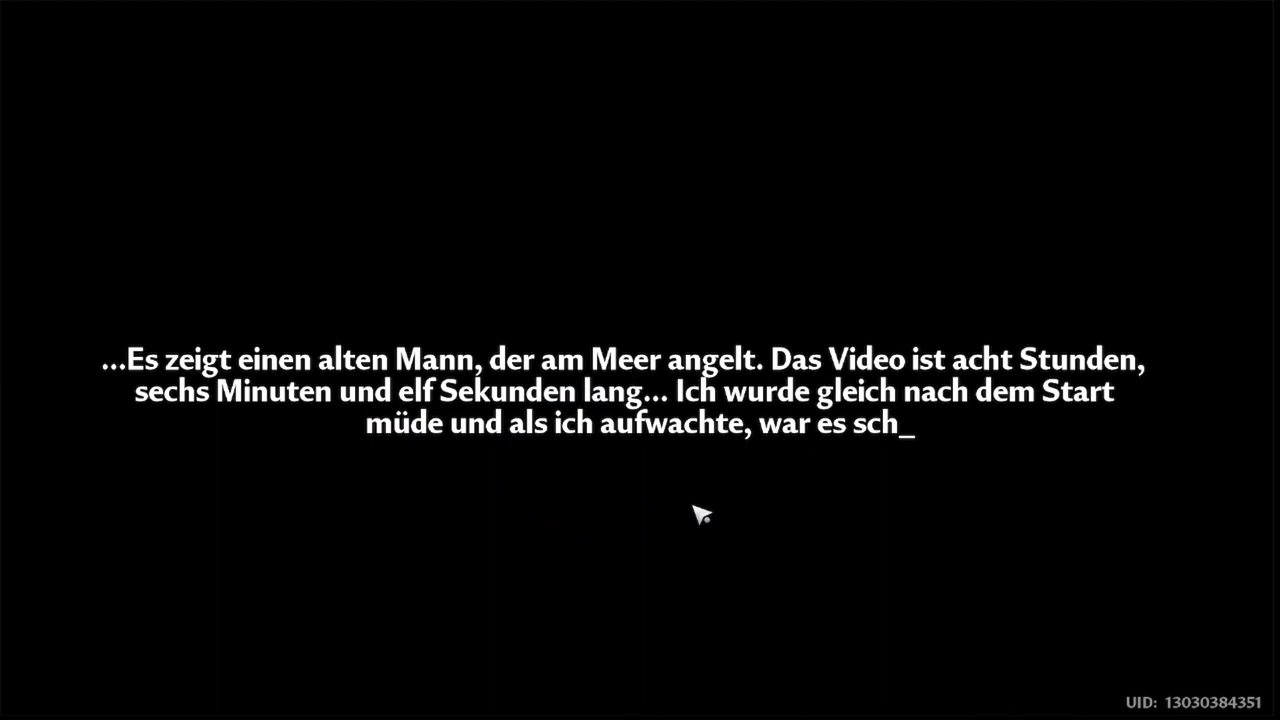 ...Es zeigt einen alten Mann, der am Meer angelt. Das Video ist acht Stunden,
sechs Minuten und elf Sekunden lang... Ich wurde gleich nach dem Start
müde und als ich aufwachte, war es sch_
UID: 13030384351